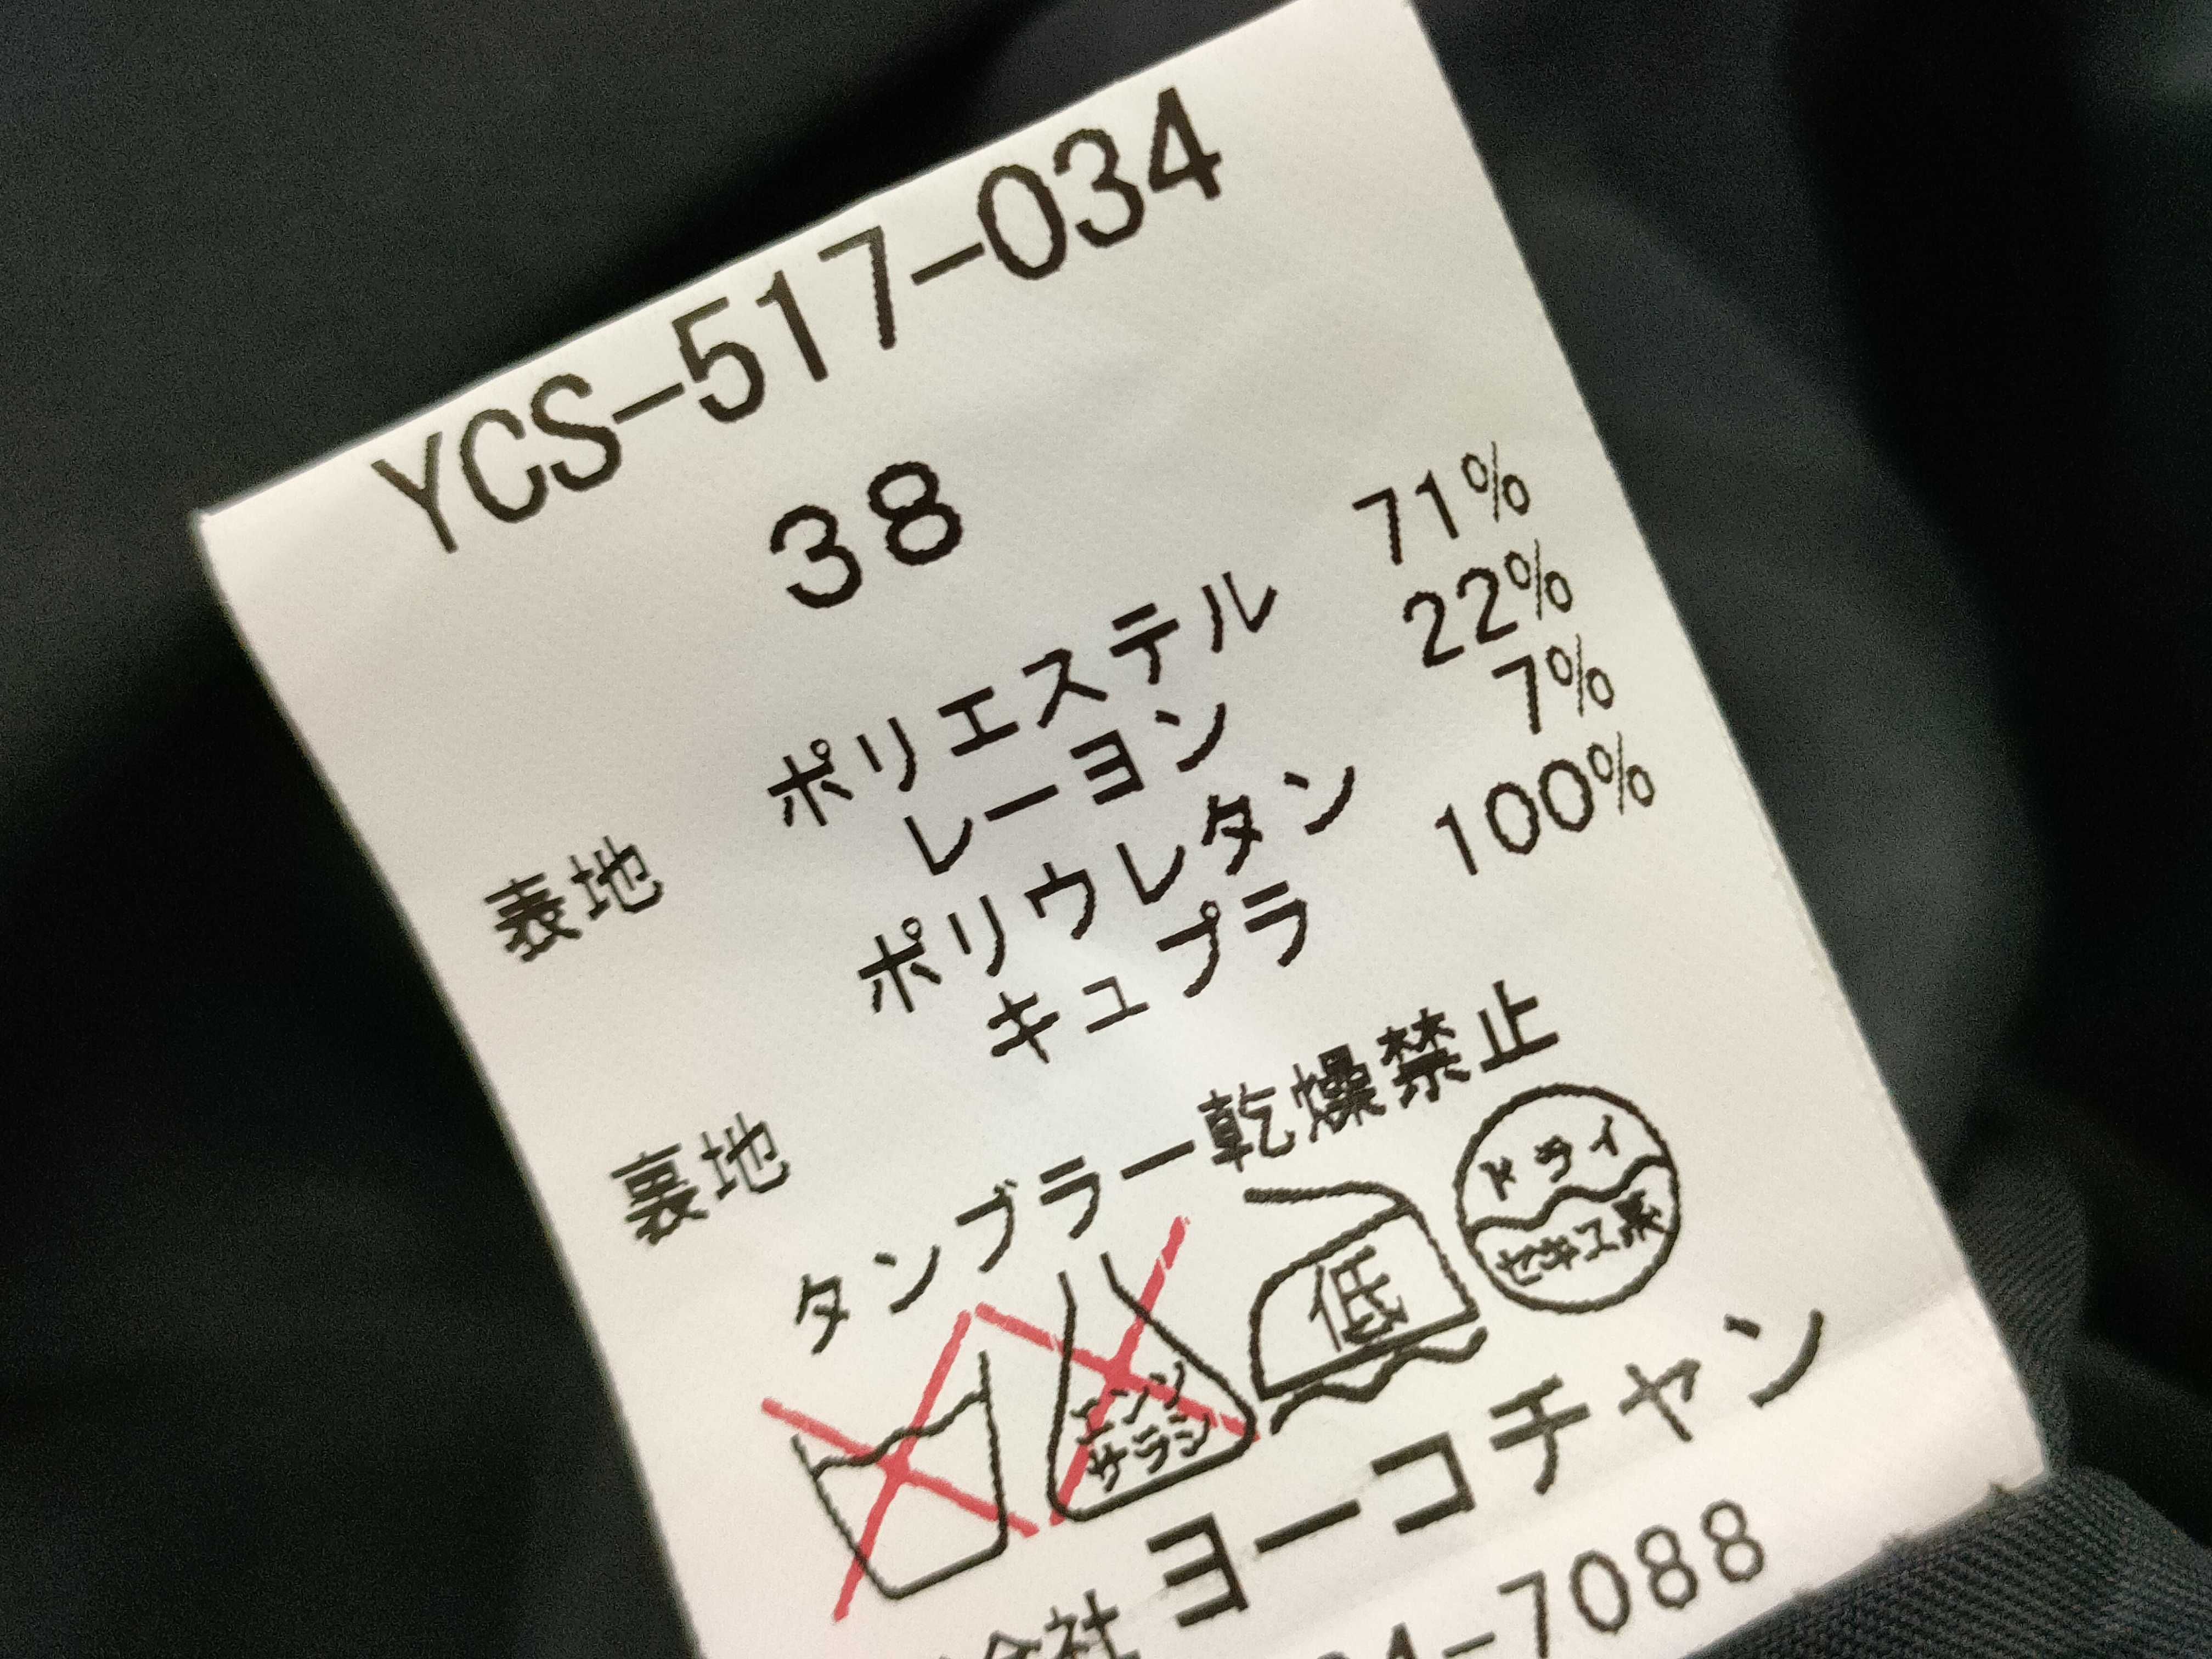 YCS-517-034
38
表地 ポリエステル 71%
レーヨン 22%
ポリウレタン 7%
裏地 キュプラ 100%
タンブラー乾燥禁止
エンソ
サラシ
低
ドライ
セキユ系
会社ヨーコチャン
4-7088